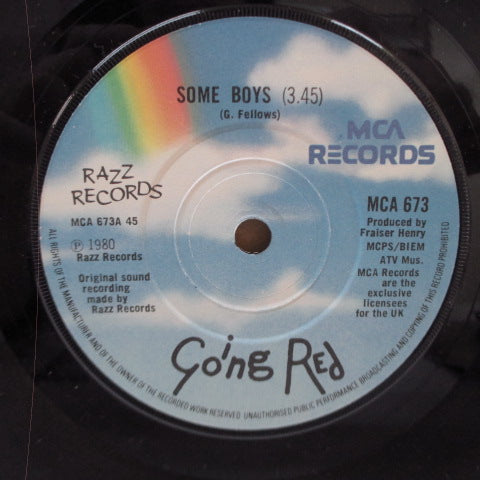 SOME BOYS (3.45)
(G. Fellows)
MCA
RECORDS
RAZZ
RECORDS
MCA 673A 45
℗ 1980
Razz Records
Original sound
recording
made by
Razz Records
MCA 673
Produced by
Fraiser Henry
MCPS/BIEM
ATV Mus.
MCA Records
are the
exclusive
licensees
for the UK
Going Red
ALL RIGHTS OF THE MANUFACTURER AND OF THE OWNER OF THE RECORDED WORK RESERVED UNAUTHORISED PUBLIC PERFORMANCE BROADCASTING AND COPYING OF THIS RECORD PROHIBITED